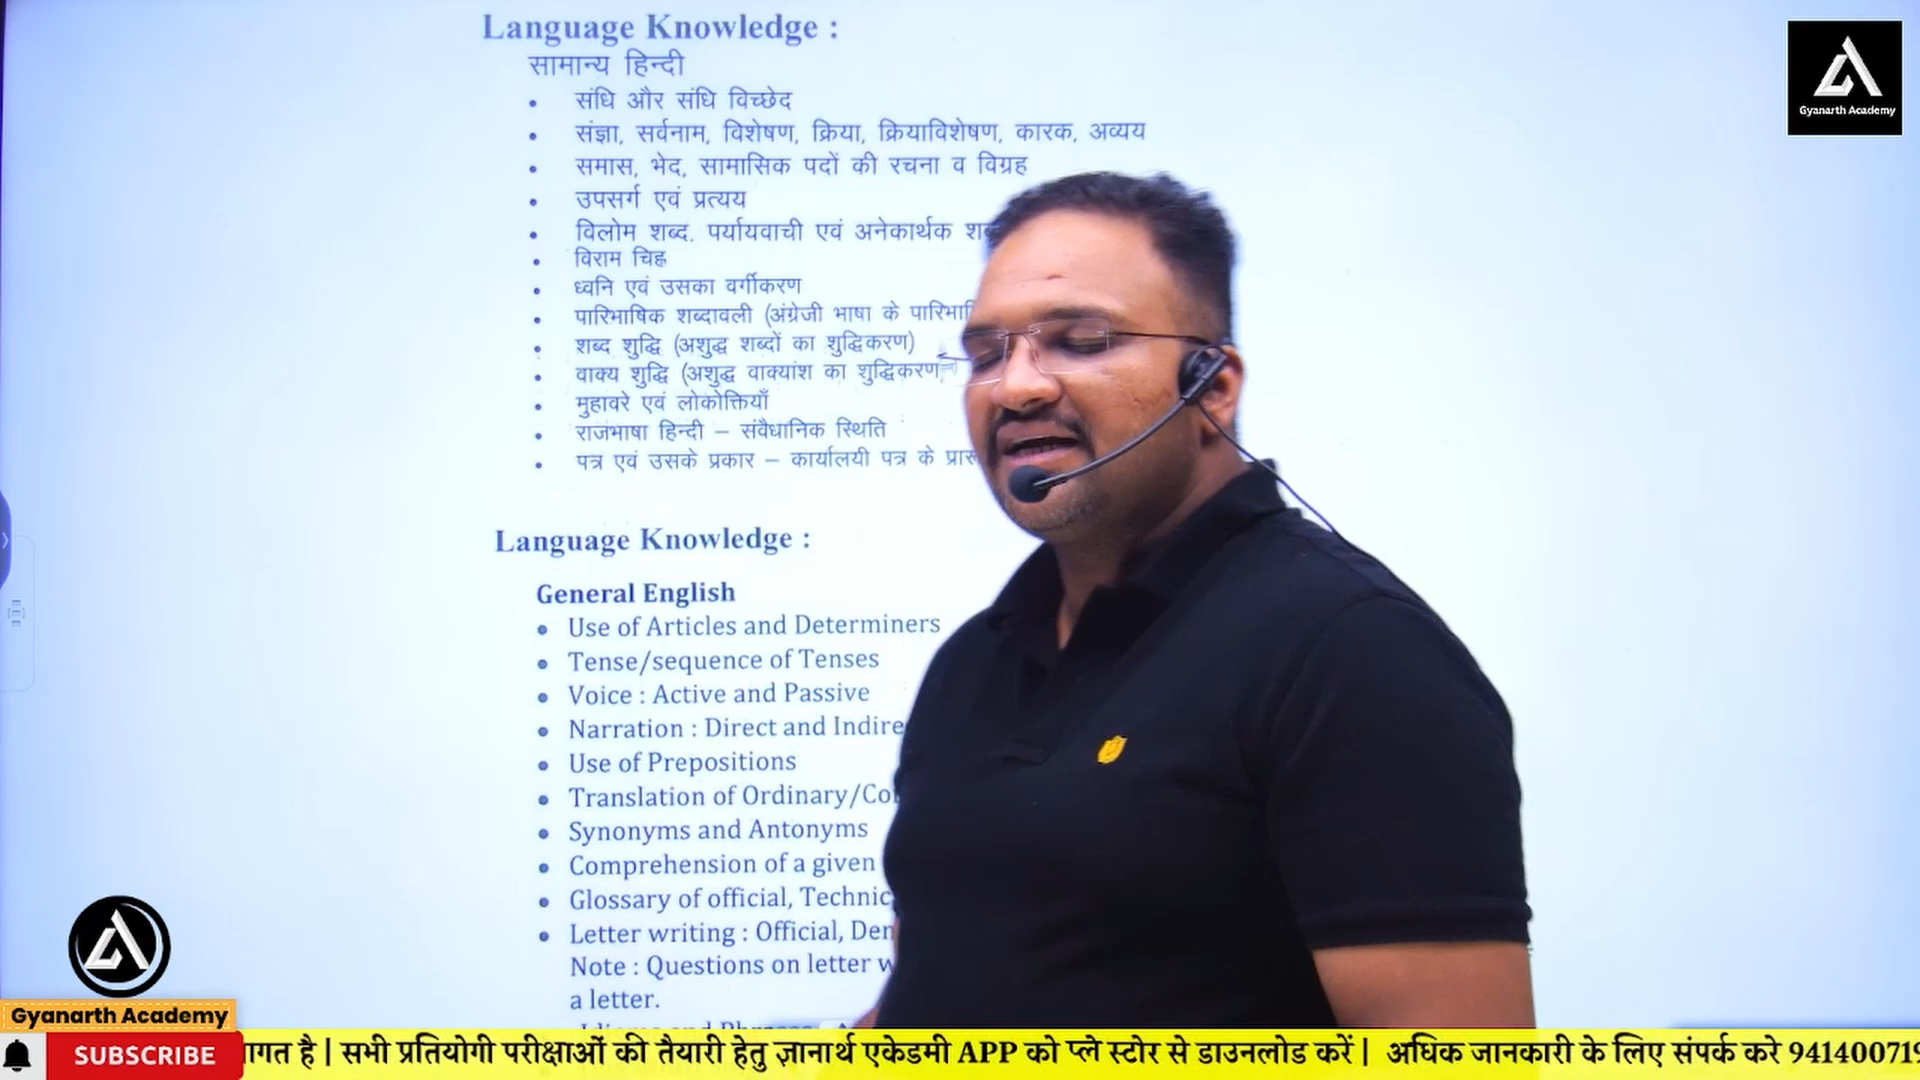 Language Knowledge :
सामान्य हिन्दी
• संधि और संधि विच्छेद
• संज्ञा, सर्वनाम, विशेषण, क्रिया, क्रियाविशेषण, कारक, अव्यय
• समास, भेद, सामासिक पदों की रचना व विग्रह
• उपसर्ग एवं प्रत्यय
• विलोम शब्द. पर्यायवाची एवं अनेकार्थक
• विराम चिह्न
• ध्वनि एवं उसका वर्गीकरण
• पारिभाषिक शब्दावली (अंग्रेजी भाषा के
• शब्द शुद्धि (अशुद्ध शब्दों का शुद्धिकरण)
• वाक्य शुद्धि (अशुद्ध वाक्यांश का शुद्धिकरण
• मुहावरे एवं लोकोक्तियाँ
• राजभाषा हिन्दी – संवैधानिक स्थिति
• पत्र एवं उसके प्रकार – कार्यालयी पत्र के
Language Knowledge :
General English
• Use of Articles and Determiners
• Tense/sequence of Tenses
• Voice : Active and Passive
• Narration : Direct and
• Use of Prepositions
• Translation of Ordinary/
• Synonyms and Antonyms
• Comprehension of a given
• Glossary of official,
• Letter writing : Official,
Note : Questions on letter
a letter.
Gyanarth Academy
Gyanarth Academy
SUBSCRIBE
है | सभी प्रतियोगी परीक्षाओं की तैयारी हेतु ज्ञानार्थ एकेडमी APP को प्ले स्टोर से डाउनलोड करें | अधिक जानकारी के लिए संपर्क करे 94140071